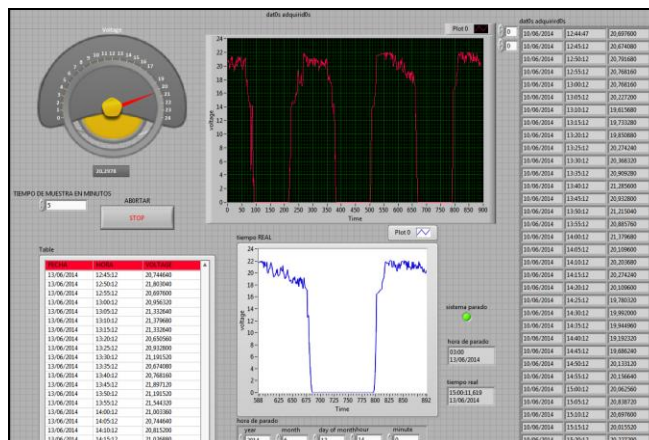 dat0s adquirid0s
Voltage
Plot 0
voltage
24-
22-
20-
18-
16-
14-
12-
10-
8-
6-
4-
2-
0-
0 50 100 150 200 250 300 350 400 450 500 550 600 650 700 750 800 850 900
Time
TIEMPO DE MUESTRA EN MINUTOS
5
ABORTAR
STOP
Table
FECHA HORA VOLTAGE
13/06/2014 12:45:12 20,744640
13/06/2014 12:50:12 21,803040
13/06/2014 12:55:12 20,697600
13/06/2014 13:00:12 20,956320
13/06/2014 13:05:12 21,332640
13/06/2014 13:10:12 21,379680
13/06/2014 13:15:12 21,332640
13/06/2014 13:20:12 20,650560
13/06/2014 13:25:12 20,932800
13/06/2014 13:30:12 21,191520
13/06/2014 13:35:12 20,674080
13/06/2014 13:40:12 20,768160
13/06/2014 13:45:12 21,897120
13/06/2014 13:50:12 21,191520
13/06/2014 13:55:12 21,544320
13/06/2014 14:00:12 21,003360
13/06/2014 14:05:12 20,744640
13/06/2014 14:10:12 20,815200
tiempo REAL
Plot 0
voltage
24-
22-
20-
18-
16-
14-
12-
10-
8-
6-
4-
2-
0-
588 600 625 650 675 700 725 750 775 800 825 850 892
Time
sistema parado
hora de parado
03:00
13/06/2014
tiempo real
15:00:11,619
13/06/2014
hora de parado
year month day of month hour minute
dat0s adquirid0s
0
0
10/06/2014 12:44:47 20,697600
10/06/2014 12:45:12 20,674080
10/06/2014 12:50:12 20,791680
10/06/2014 12:55:12 20,768160
10/06/2014 13:00:12 20,768160
10/06/2014 13:05:12 20,227200
10/06/2014 13:10:12 19,615680
10/06/2014 13:15:12 19,733280
10/06/2014 13:20:12 19,850880
10/06/2014 13:25:12 20,274240
10/06/2014 13:30:12 20,368320
10/06/2014 13:35:12 20,909280
10/06/2014 13:40:12 21,285600
10/06/2014 13:45:12 20,932800
10/06/2014 13:50:12 21,215040
10/06/2014 13:55:12 20,885760
10/06/2014 14:00:12 21,379680
10/06/2014 14:05:12 20,109600
10/06/2014 14:10:12 20,203680
10/06/2014 14:15:12 20,274240
10/06/2014 14:20:12 20,109600
10/06/2014 14:25:12 19,780320
10/06/2014 14:30:12 19,992000
10/06/2014 14:35:12 19,944960
10/06/2014 14:40:12 19,192320
10/06/2014 14:45:12 19,686240
10/06/2014 14:50:12 20,133120
10/06/2014 14:55:12 20,156640
10/06/2014 15:00:12 20,062560
10/06/2014 15:05:12 20,838720
10/06/2014 15:10:12 20,697600
10/06/2014 15:15:12 20,015520